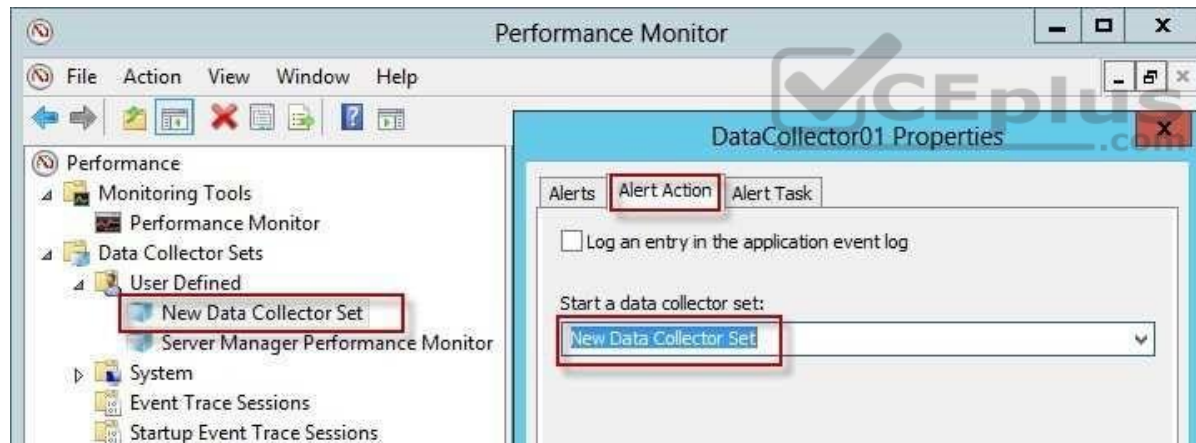 Performance Monitor
File Action View Window Help
VCEplus
.com
Performance
Monitoring Tools
Performance Monitor
Data Collector Sets
User Defined
New Data Collector Set
Server Manager Performance Monitor
System
Event Trace Sessions
Startup Event Trace Sessions
DataCollector01 Properties
Alerts Alert Action Alert Task
Log an entry in the application event log
Start a data collector set:
New Data Collector Set